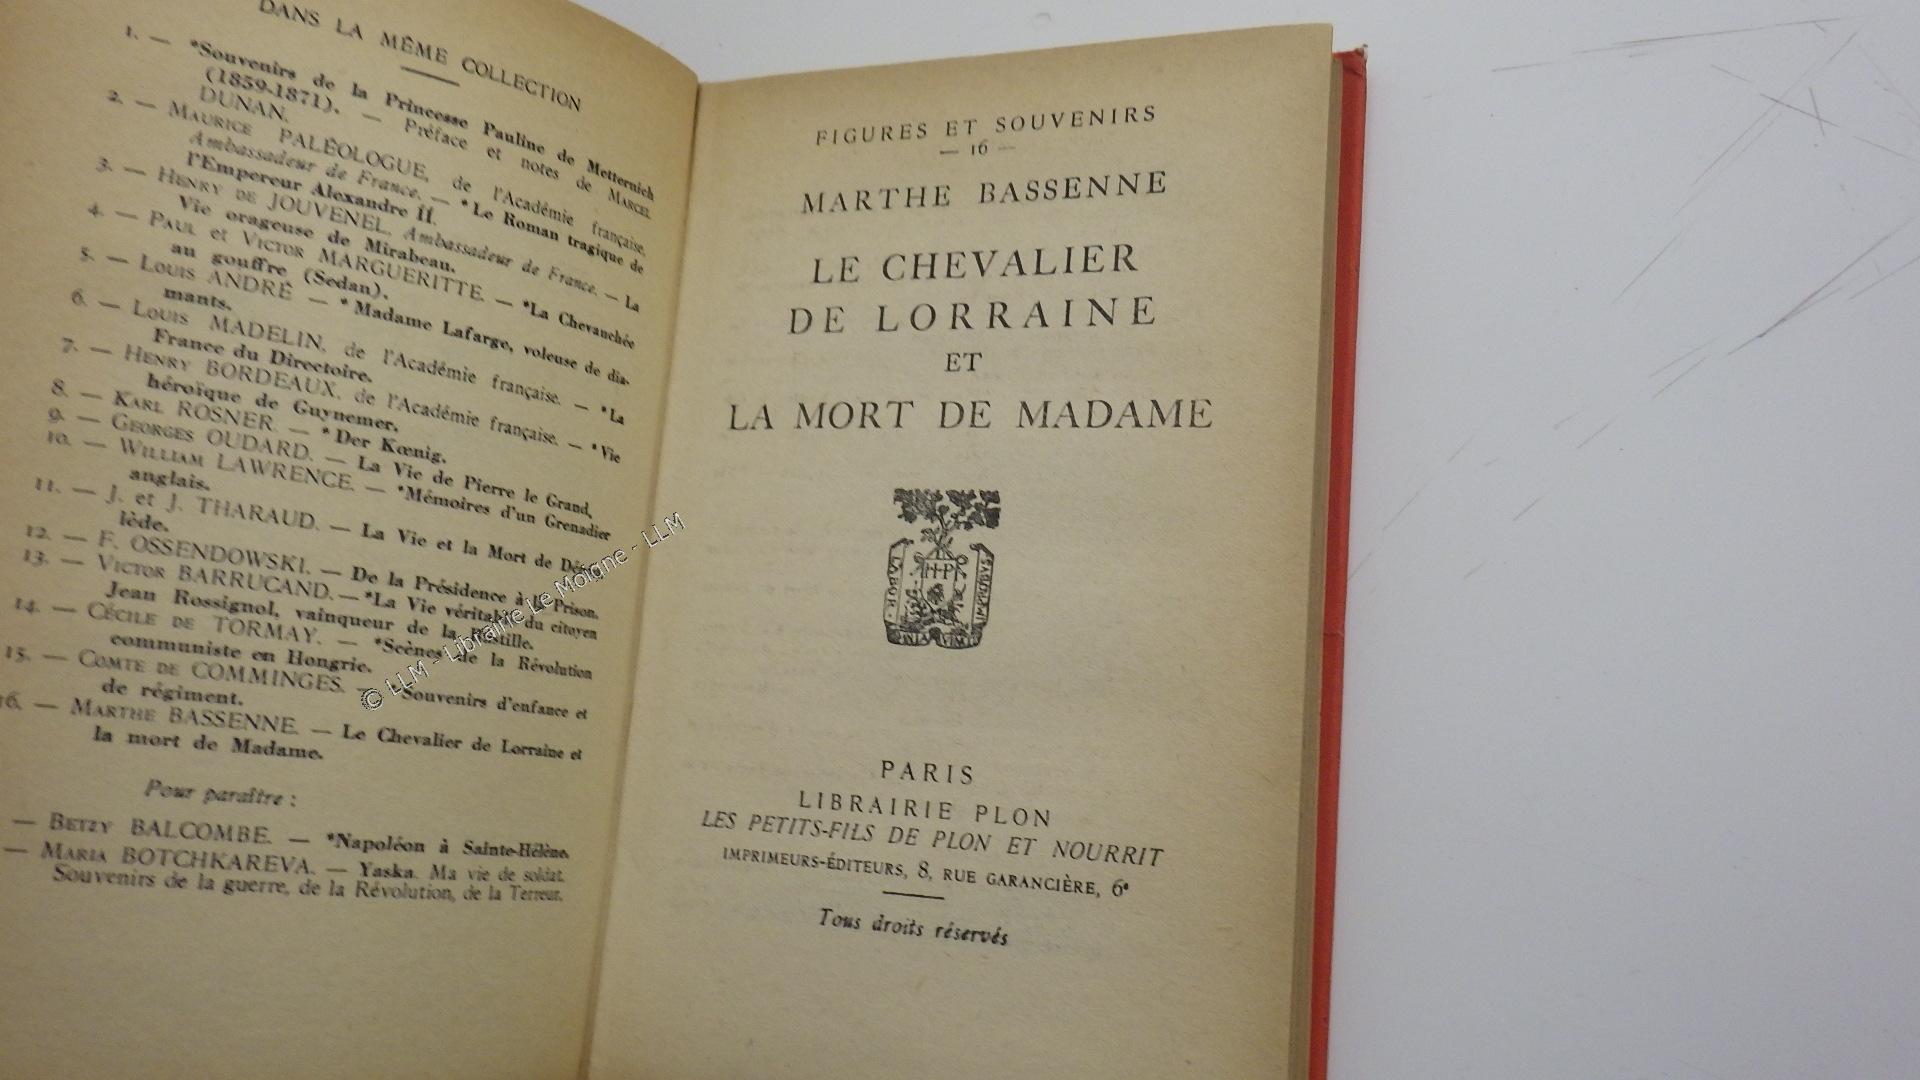 DANS LA MÊME COLLECTION
1. — *Souvenirs de la Princesse Pauline de Metternich
(1859-1871). — Préface et notes de MARCEL
DUNAN.
2. — MAURICE PALÉOLOGUE, de l'Académie française,
Ambassadeur de France. — *Le Roman tragique de
l'Empereur Alexandre II.
3. — HENRY DE JOUVENEL, Ambassadeur de France. — La
Vie orageuse de Mirabeau.
4. — PAUL et VICTOR MARGUERITTE. — *La Chevauchée
au gouffre (Sedan).
5. — LOUIS ANDRÉ — *Madame Lafarge, voleuse de dia-
mants.
6. — LOUIS MADELIN, de l'Académie française. — *La
France du Directoire.
7. — HENRY BORDEAUX, de l'Académie française. — *Vie
héroïque de Guynemer.
8. — KARL ROSNER. — *Der Kœnig.
9. — GEORGES OUDARD. — La Vie de Pierre le Grand.
10. — WILLIAM LAWRENCE. — *Mémoires d'un Grenadier
anglais.
11. — J. et J. THARAUD. — La Vie et la Mort de Déroulède.
lède.
12. — F. OSSENDOWSKI. — De la Présidence à la Prison.
13. — VICTOR BARRUCAND. — *La Vie véritable du citoyen
Jean Rossignol, vainqueur de la Bastille.
14. — CÉCILE DE TORMAY. — *Scènes de la Révolution
communiste en Hongrie.
15. — COMTE DE COMMINGES. — *Souvenirs d'enfance et
de régiment.
16. — MARTHE BASSENNE. — Le Chevalier de Lorraine et
la mort de Madame.
Pour paraître :
— BETZY BALCOMBE. — *Napoléon à Sainte-Hélène.
— MARIA BOTCHKAREVA. — Yaska. Ma vie de soldat.
Souvenirs de la guerre, de la Révolution, de la Terreur.
© LLM - Librairie Le Moigne - LLM
FIGURES ET SOUVENIRS
— 16 —
MARTHE BASSENNE
LE CHEVALIER
DE LORRAINE
ET
LA MORT DE MADAME
LABOR
IMPROBVS
OMNIA VINCIT
HP
PARIS
LIBRAIRIE PLON
LES PETITS-FILS DE PLON ET NOURRIT
IMPRIMEURS-ÉDITEURS, 8, RUE GARANCIÈRE, 6e
Tous droits réservés